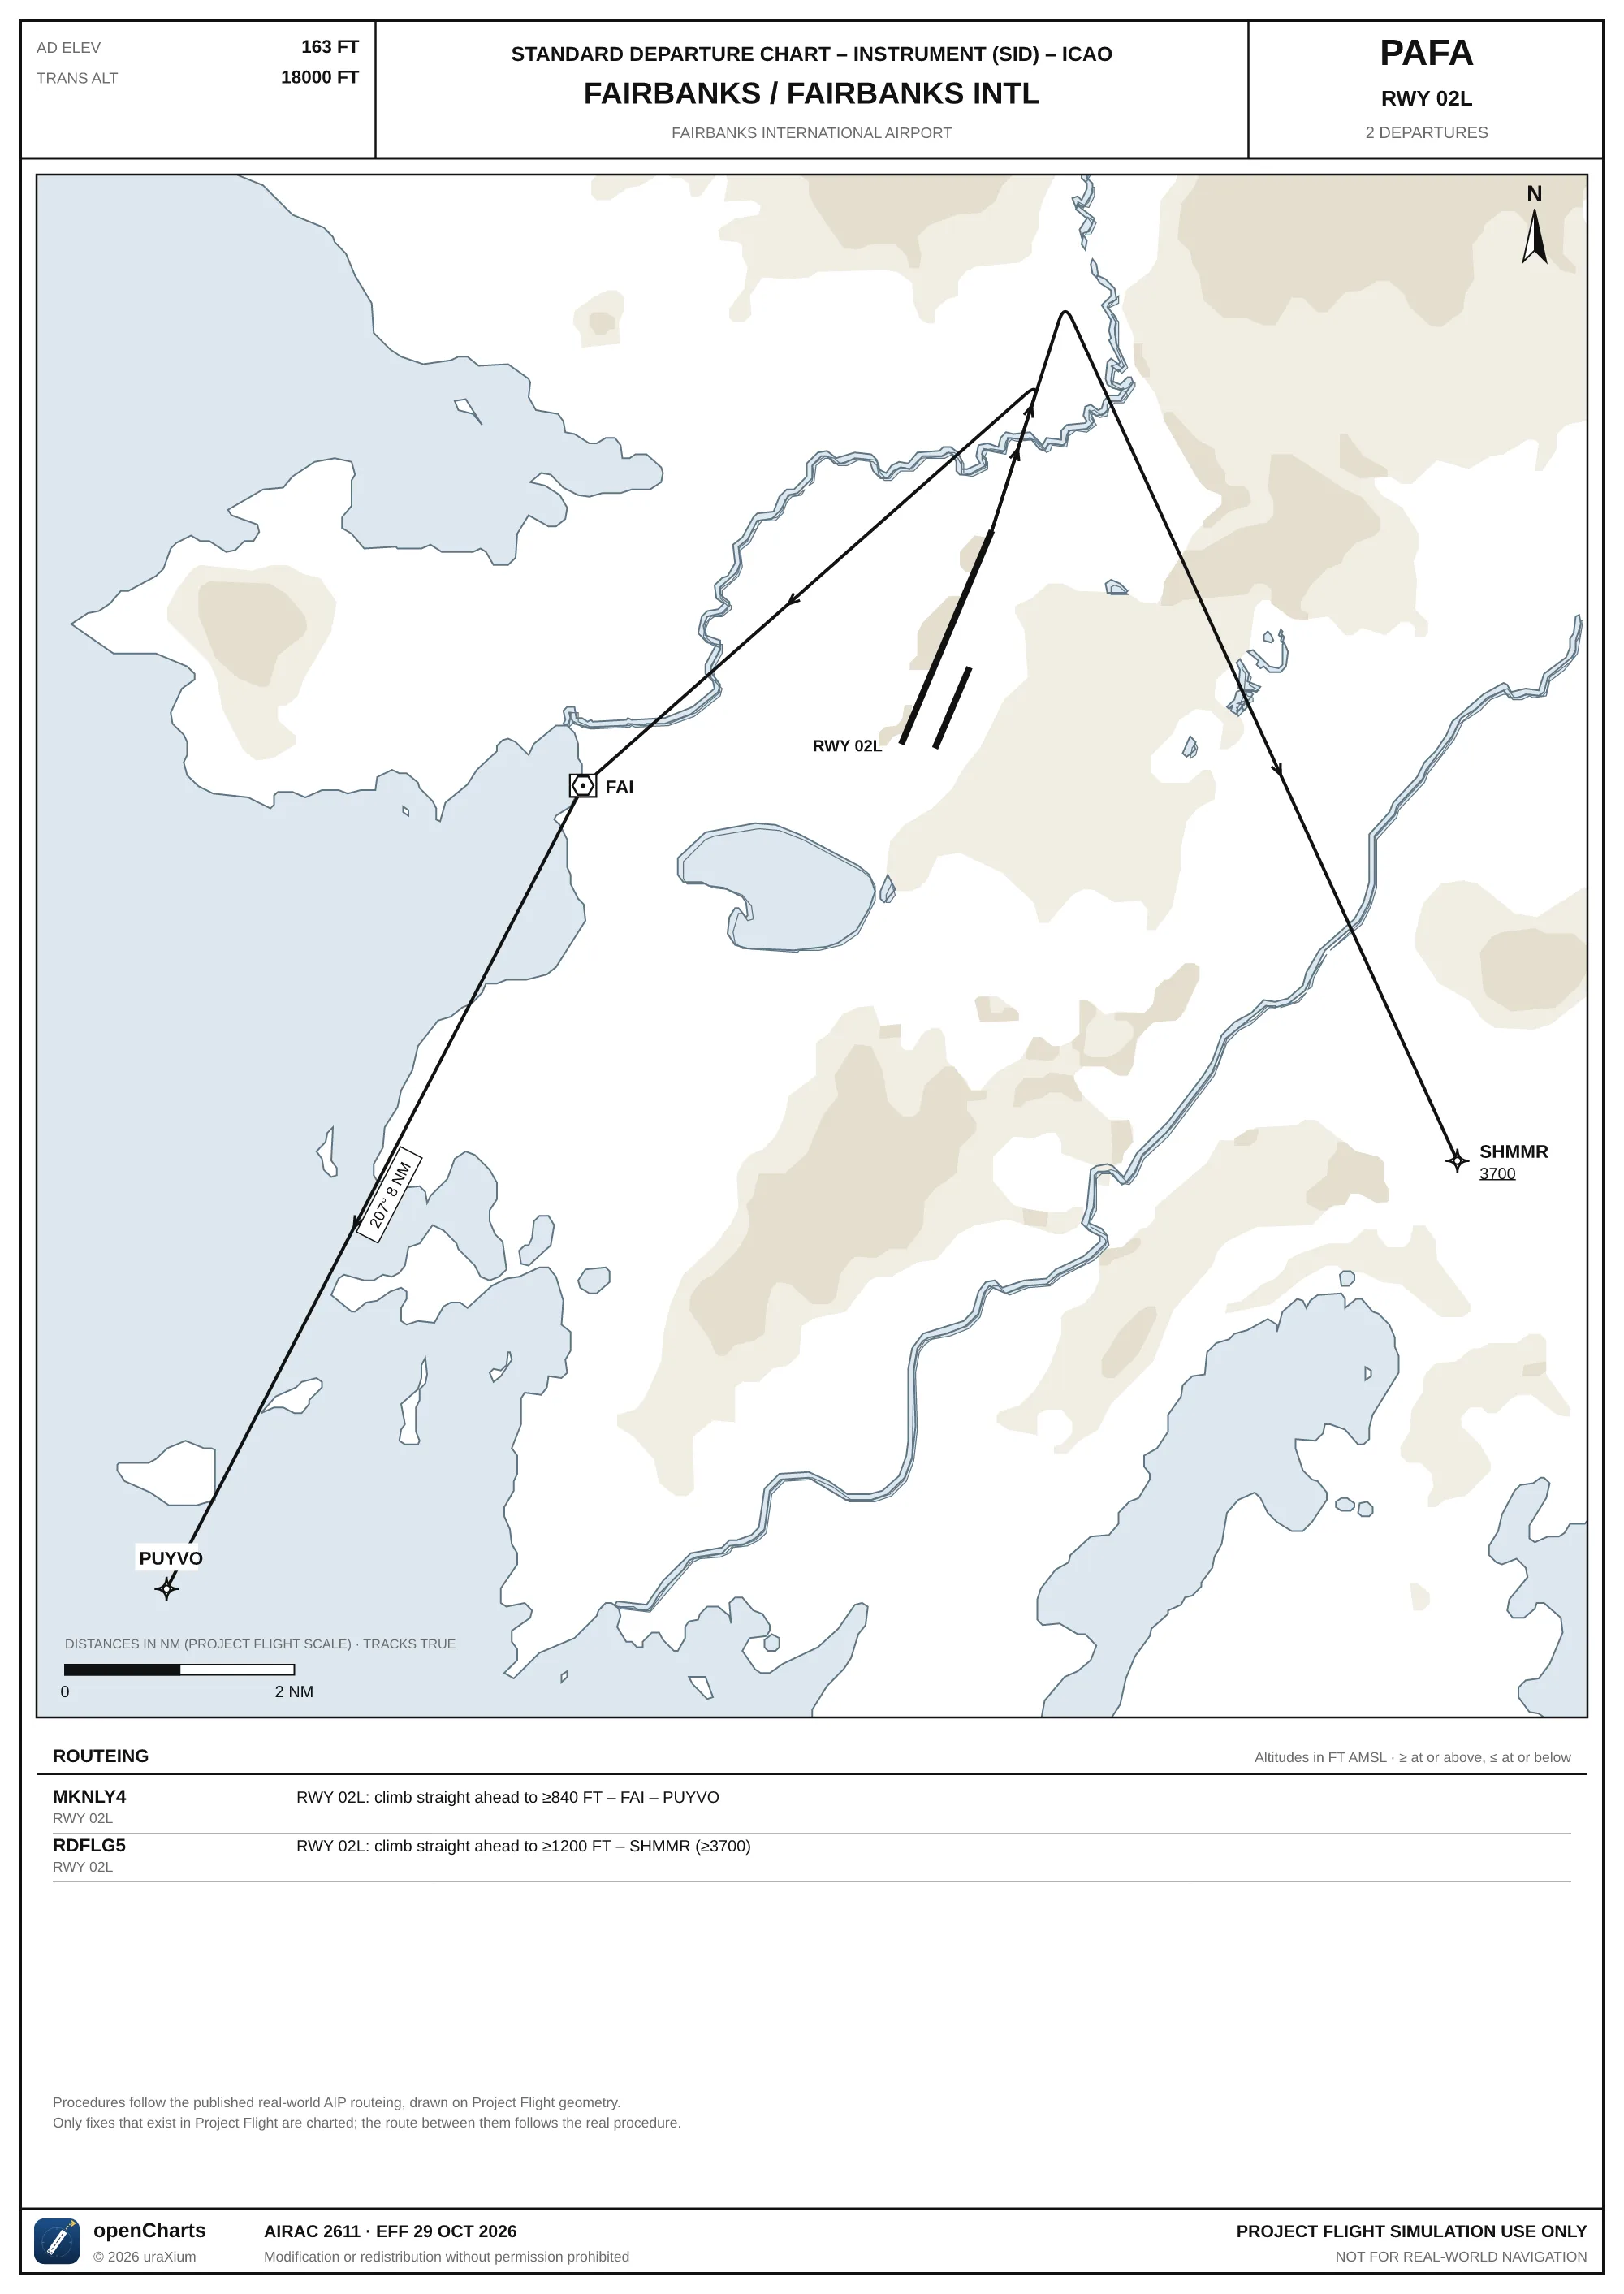 AD ELEV 163 FT
TRANS ALT 18000 FT
STANDARD DEPARTURE CHART – INSTRUMENT (SID) – ICAO
FAIRBANKS / FAIRBANKS INTL
FAIRBANKS INTERNATIONAL AIRPORT
PAFA
RWY 02L
2 DEPARTURES
N
RWY 02L
FAI
SHMMR
3700
207° 8 NM
PUYVO
DISTANCES IN NM (PROJECT FLIGHT SCALE) · TRACKS TRUE
0 2 NM
ROUTEING
Altitudes in FT AMSL · ≥ at or above, ≤ at or below
MKNLY4 RWY 02L: climb straight ahead to ≥840 FT – FAI – PUYVO
RWY 02L
RDFLG5 RWY 02L: climb straight ahead to ≥1200 FT – SHMMR (≥3700)
RWY 02L
Procedures follow the published real-world AIP routeing, drawn on Project Flight geometry.
Only fixes that exist in Project Flight are charted; the route between them follows the real procedure.
openCharts
© 2026 uraXium
AIRAC 2611 · EFF 29 OCT 2026
Modification or redistribution without permission prohibited
PROJECT FLIGHT SIMULATION USE ONLY
NOT FOR REAL-WORLD NAVIGATION